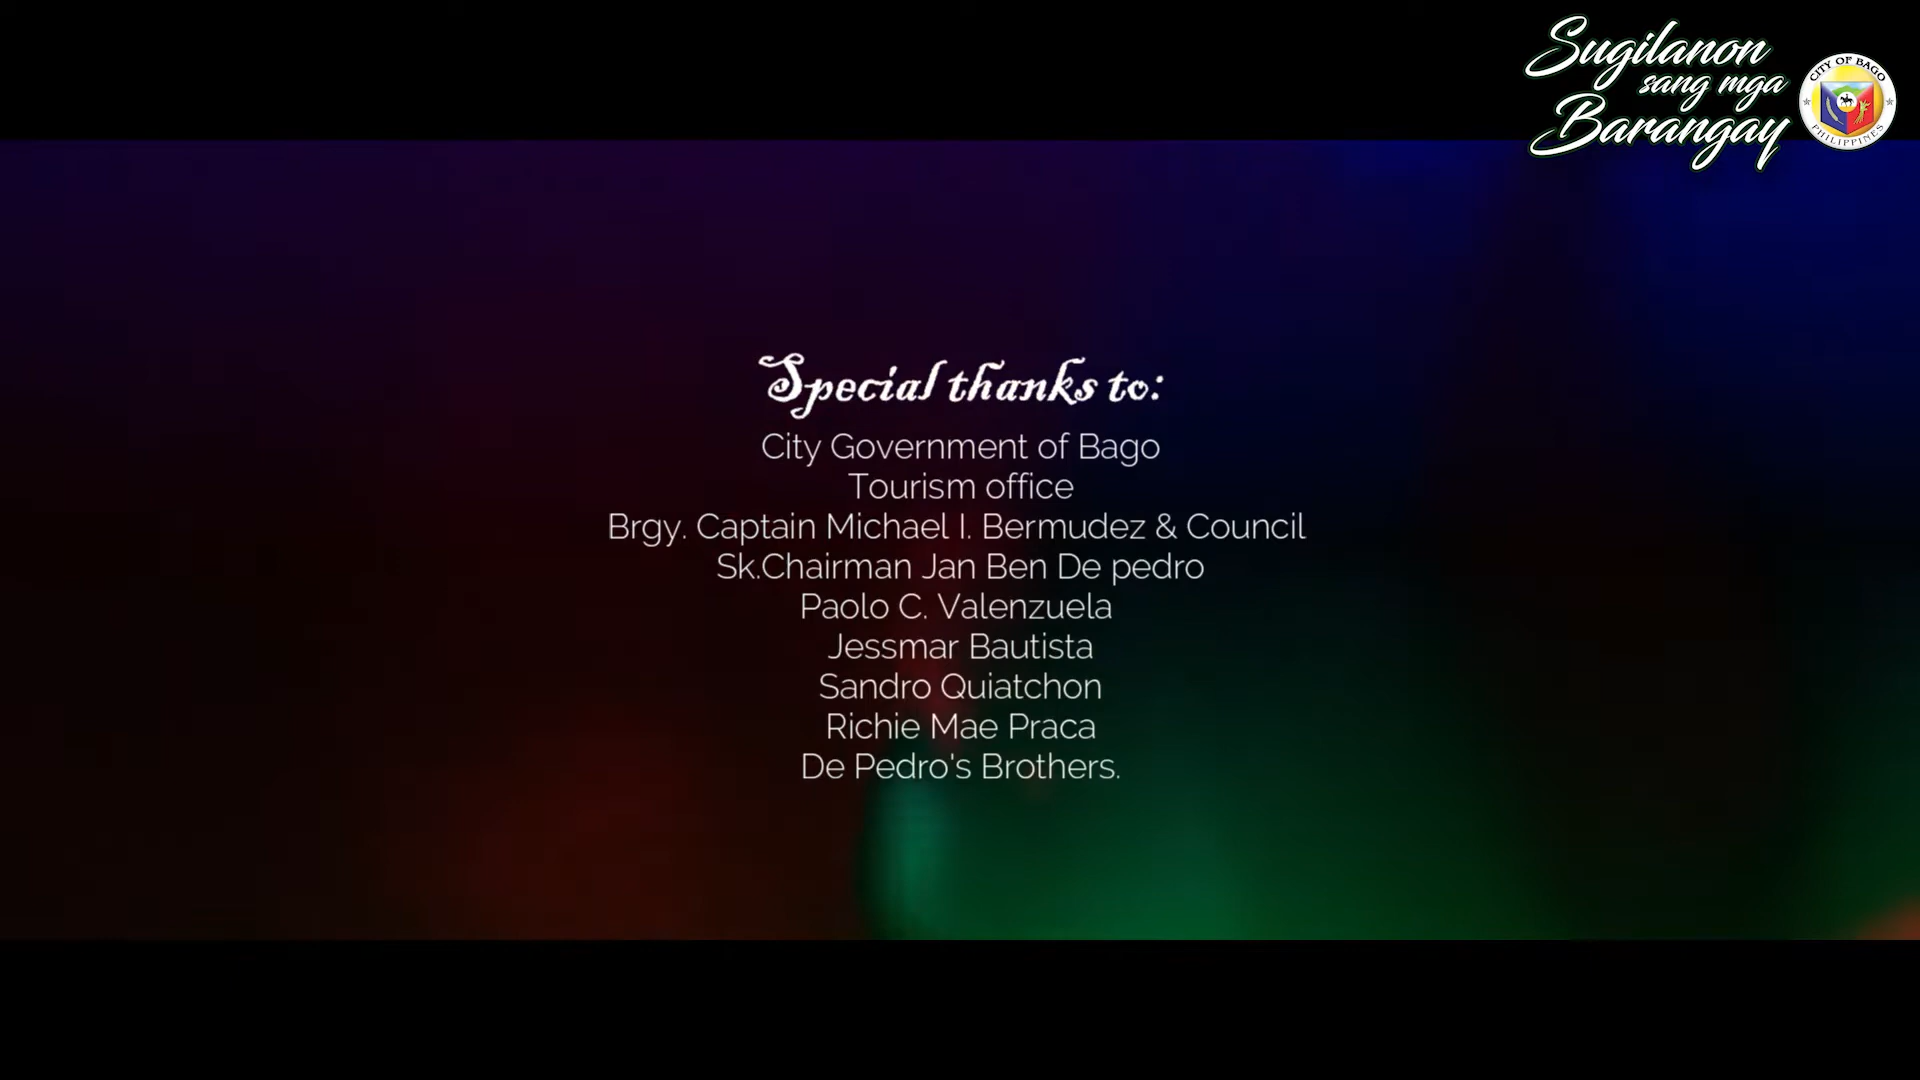 Sugilanon
sang mga
Barangay
CITY OF BAGO
PHILIPPINES
Special thanks to:
City Government of Bago
Tourism office
Brgy. Captain Michael I. Bermudez & Council
Sk.Chairman Jan Ben De pedro
Paolo C. Valenzuela
Jessmar Bautista
Sandro Quiatchon
Richie Mae Praca
De Pedro's Brothers.